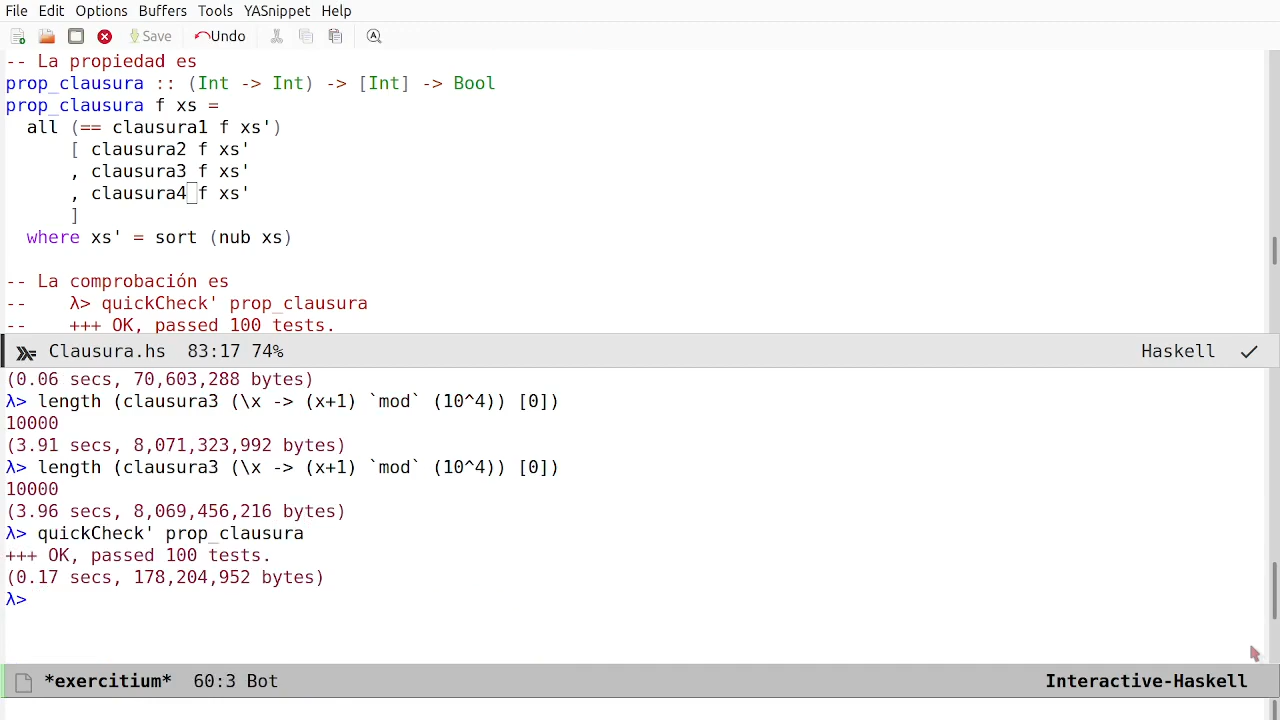 File Edit Options Buffers Tools YASnippet Help
Save Undo
-- La propiedad es
prop_clausura :: (Int -> Int) -> [Int] -> Bool
prop_clausura f xs =
  all (== clausura1 f xs')
      [ clausura2 f xs'
      , clausura3 f xs'
      , clausura4 f xs'
      ]
  where xs' = sort (nub xs)
-- La comprobación es
--    λ> quickCheck' prop_clausura
--    +++ OK, passed 100 tests.
Clausura.hs 83:17 74% Haskell
(0.06 secs, 70,603,288 bytes)
λ> length (clausura3 (\x -> (x+1) `mod` (10^4)) [0])
10000
(3.91 secs, 8,071,323,992 bytes)
λ> length (clausura3 (\x -> (x+1) `mod` (10^4)) [0])
10000
(3.96 secs, 8,069,456,216 bytes)
λ> quickCheck' prop_clausura
+++ OK, passed 100 tests.
(0.17 secs, 178,204,952 bytes)
λ>
*exercitium* 60:3 Bot Interactive-Haskell